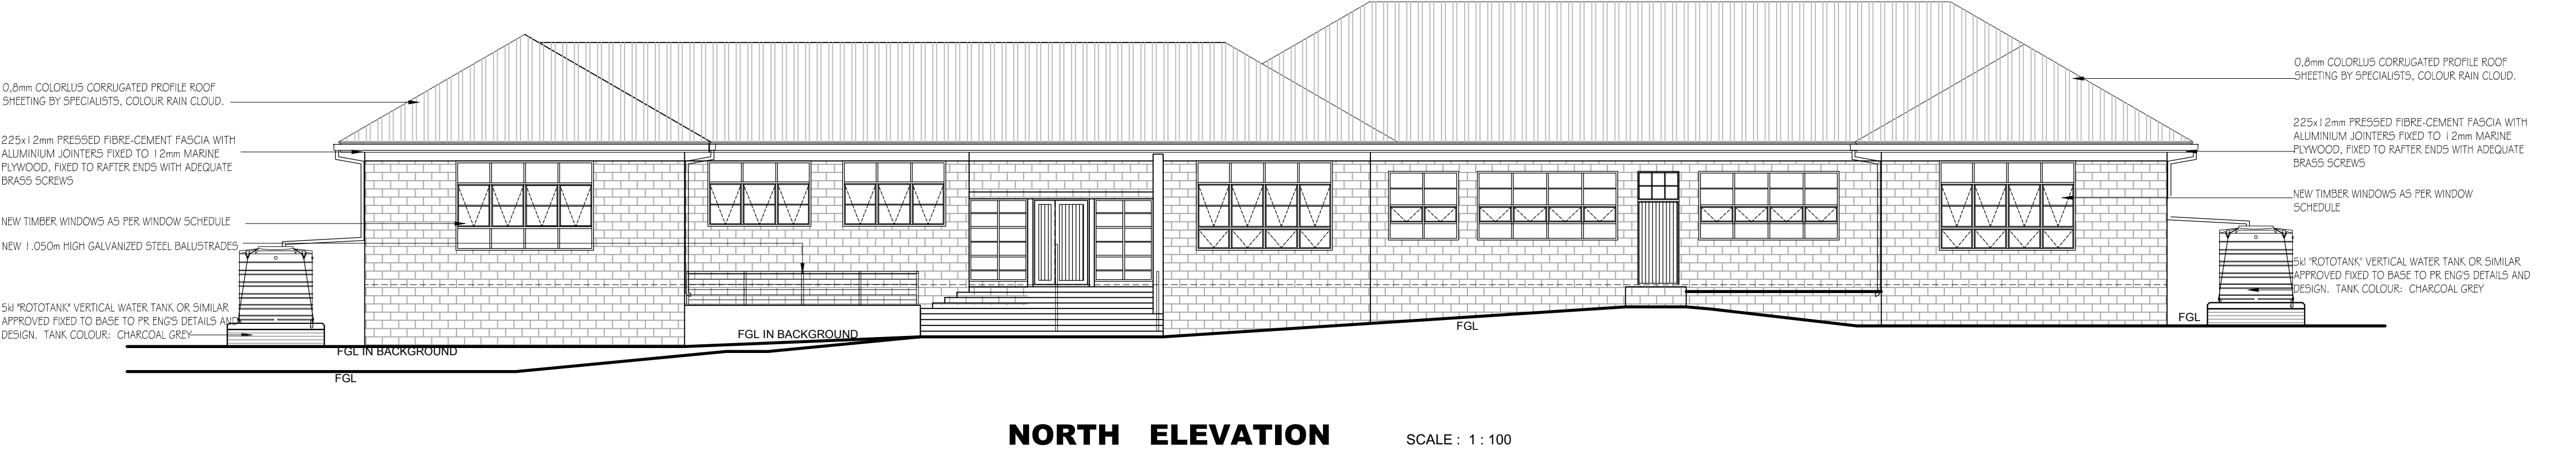 0,8mm COLORLUS CORRUGATED PROFILE ROOF
SHEETING BY SPECIALISTS, COLOUR RAIN CLOUD.
225x12mm PRESSED FIBRE-CEMENT FASCIA WITH
ALUMINIUM JOINTERS FIXED TO 12mm MARINE
PLYWOOD, FIXED TO RAFTER ENDS WITH ADEQUATE
BRASS SCREWS
NEW TIMBER WINDOWS AS PER WINDOW SCHEDULE
NEW 1.050m HIGH GALVANIZED STEEL BALUSTRADES
5kl "ROTOTANK" VERTICAL WATER TANK OR SIMILAR
APPROVED FIXED TO BASE TO PR ENG'S DETAILS AND
DESIGN. TANK COLOUR: CHARCOAL GREY
FGL IN BACKGROUND
FGL
FGL IN BACKGROUND
FGL
FGL
0,8mm COLORLUS CORRUGATED PROFILE ROOF
SHEETING BY SPECIALISTS, COLOUR RAIN CLOUD.
225x12mm PRESSED FIBRE-CEMENT FASCIA WITH
ALUMINIUM JOINTERS FIXED TO 12mm MARINE
PLYWOOD, FIXED TO RAFTER ENDS WITH ADEQUATE
BRASS SCREWS
NEW TIMBER WINDOWS AS PER WINDOW
SCHEDULE
5kl "ROTOTANK" VERTICAL WATER TANK OR SIMILAR
APPROVED FIXED TO BASE TO PR ENG'S DETAILS AND
DESIGN. TANK COLOUR: CHARCOAL GREY
NORTH ELEVATION
SCALE : 1 : 100